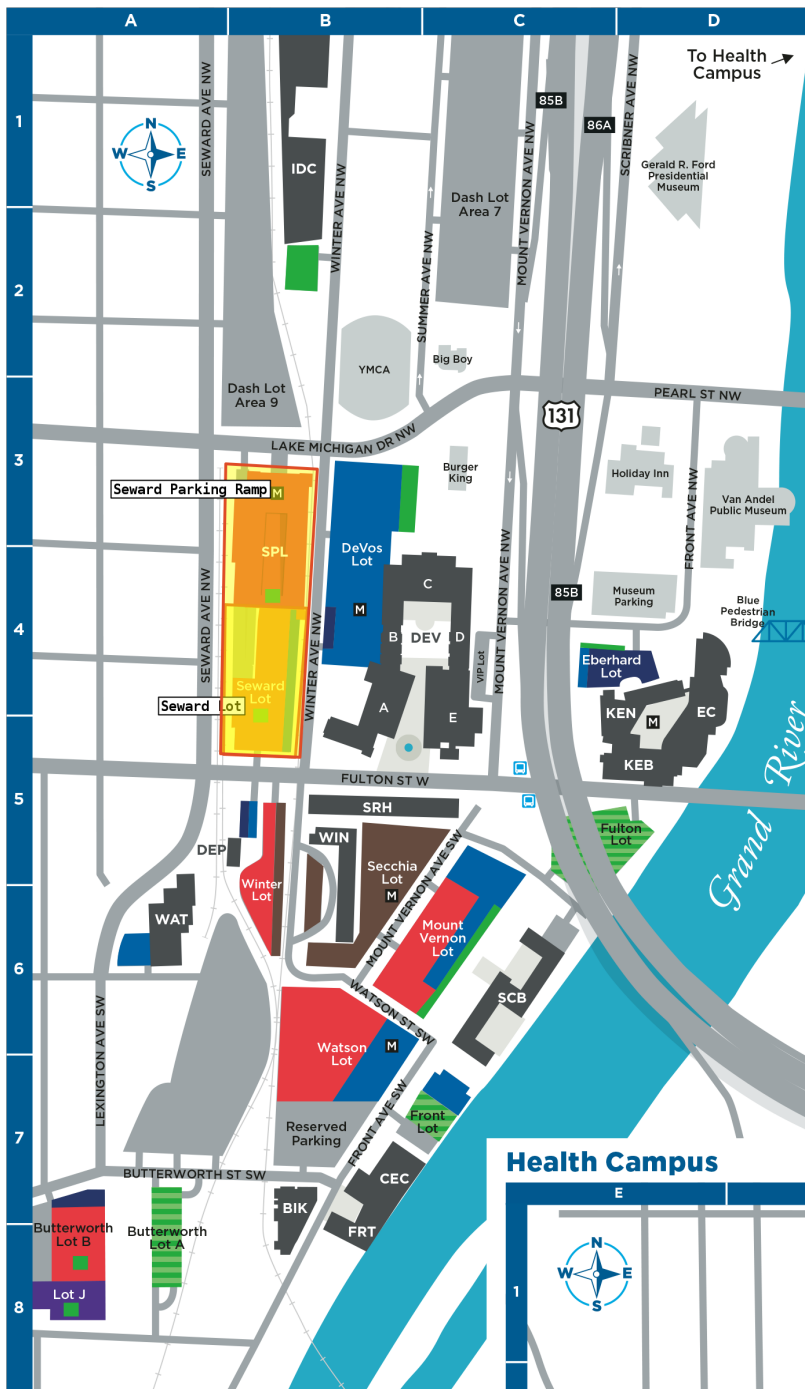 A
B
C
D
To Health
Campus
1
SEWARD AVE NW
N
W
E
S
IDC
WINTER AVE NW
85B
86A
MOUNT VERNON AVE NW
SCRIBNER AVE NW
Gerald R. Ford
Presidential
Museum
Dash Lot
Area 7
2
SUMMER AVE NW
YMCA
Big Boy
Dash Lot
Area 9
131
PEARL ST NW
LAKE MICHIGAN DR NW
3
Burger
King
Holiday Inn
FRONT AVE NW
Van Andel
Public Museum
Seward Parking Ramp
M
SPL
DeVos
Lot
M
C
MOUNT VERNON AVE NW
85B
Museum
Parking
Blue
Pedestrian
Bridge
4
SEWARD AVE NW
WINTER AVE NW
B
DEV
D
VIP Lot
Eberhard
Lot
Seward
Lot
Seward Lot
A
E
KEN
M
EC
KEB
Grand River
5
FULTON ST W
SRH
DEP
WIN
Secchia
Lot
M
MOUNT VERNON AVE SW
Fulton
Lot
Winter
Lot
WAT
Mount
Vernon
Lot
6
WATSON ST SW
SCB
LEXINGTON AVE SW
Watson
Lot
M
FRONT AVE SW
Front
Lot
7
Reserved
Parking
BUTTERWORTH ST SW
CEC
BIK
FRT
Butterworth
Lot B
Butterworth
Lot A
Lot J
8
Health Campus
E
1
N
W
E
S